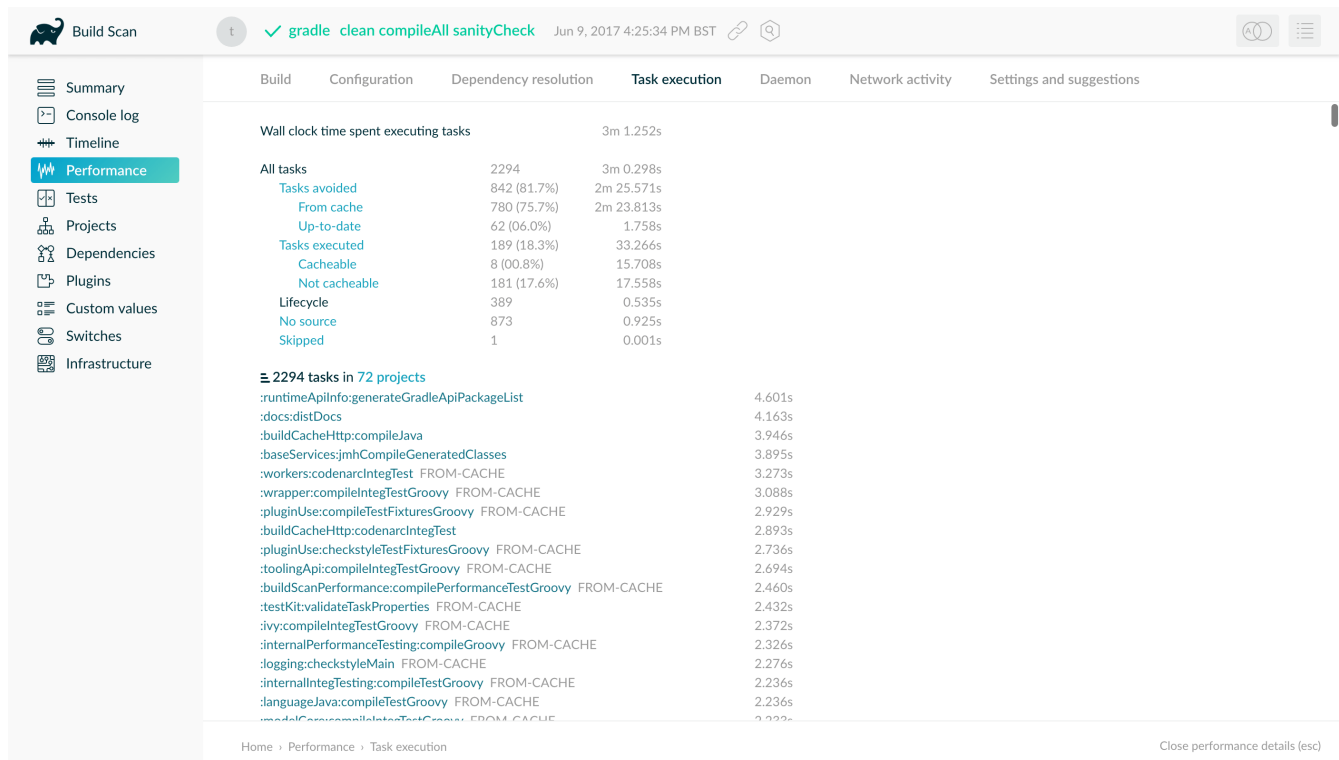 Build Scan
t gradle clean compileAll sanityCheck Jun 9, 2017 4:25:34 PM BST
Summary
Console log
Timeline
Performance
Tests
Projects
Dependencies
Plugins
Custom values
Switches
Infrastructure
Build Configuration Dependency resolution Task execution Daemon Network activity Settings and suggestions
Wall clock time spent executing tasks 3m 1.252s
All tasks 2294 3m 0.298s
Tasks avoided 842 (81.7%) 2m 25.571s
From cache 780 (75.7%) 2m 23.813s
Up-to-date 62 (06.0%) 1.758s
Tasks executed 189 (18.3%) 33.266s
Cacheable 8 (00.8%) 15.708s
Not cacheable 181 (17.6%) 17.558s
Lifecycle 389 0.535s
No source 873 0.925s
Skipped 1 0.001s
2294 tasks in 72 projects
:runtimeApiInfo:generateGradleApiPackageList 4.601s
:docs:distDocs 4.163s
:buildCacheHttp:compileJava 3.946s
:baseServices:jmhCompileGeneratedClasses 3.895s
:workers:codenarcIntegTest FROM-CACHE 3.273s
:wrapper:compileIntegTestGroovy FROM-CACHE 3.088s
:pluginUse:compileTestFixturesGroovy FROM-CACHE 2.929s
:buildCacheHttp:codenarcIntegTest 2.893s
:pluginUse:checkstyleTestFixturesGroovy FROM-CACHE 2.736s
:toolingApi:compileIntegTestGroovy FROM-CACHE 2.694s
:buildScanPerformance:compilePerformanceTestGroovy FROM-CACHE 2.460s
:testKit:validateTaskProperties FROM-CACHE 2.432s
:ivy:compileIntegTestGroovy FROM-CACHE 2.372s
:internalPerformanceTesting:compileGroovy FROM-CACHE 2.326s
:logging:checkstyleMain FROM-CACHE 2.276s
:internalIntegTesting:compileTestGroovy FROM-CACHE 2.236s
:languageJava:compileTestGroovy FROM-CACHE 2.236s
:modelCore:compileIntegTestGroovy FROM-CACHE 2.233s
Home › Performance › Task execution
Close performance details (esc)